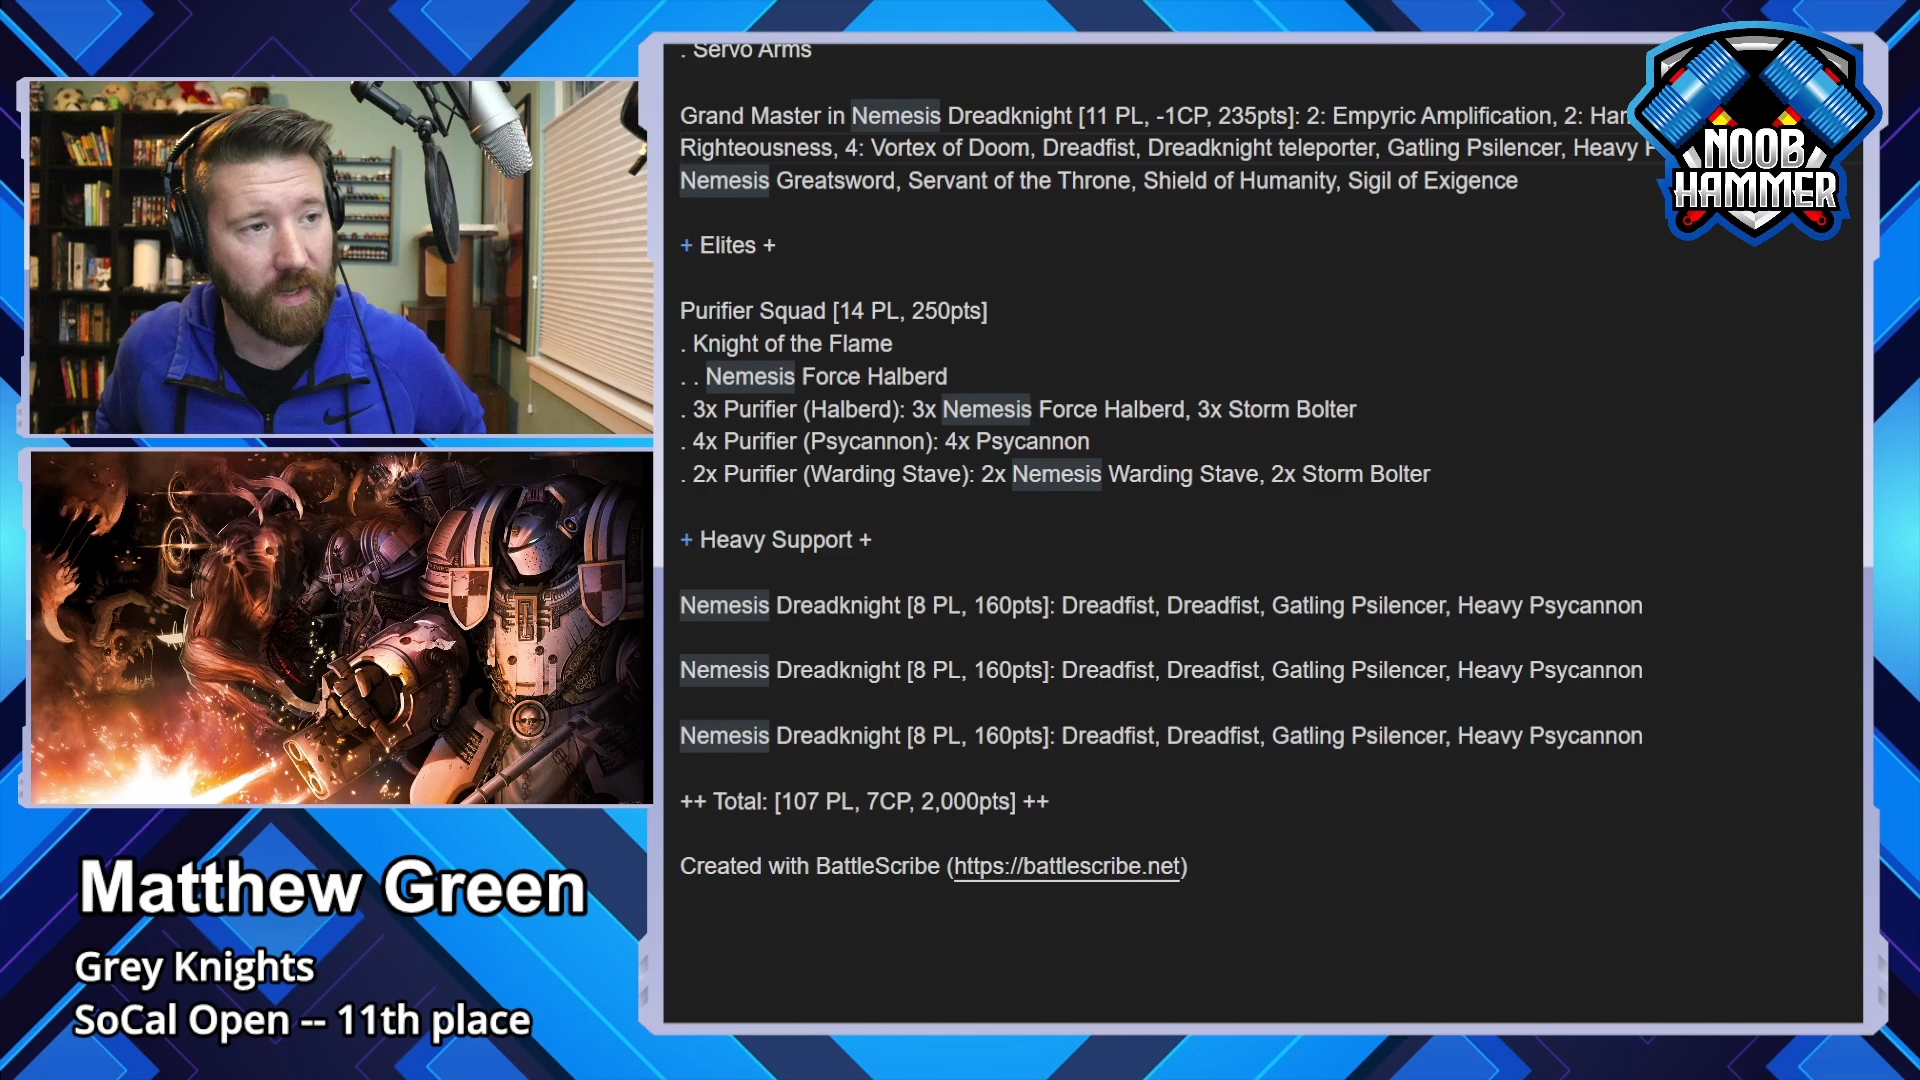 . Servo Arms
Grand Master in Nemesis Dreadknight [11 PL, -1CP, 235pts]: 2: Empyric Amplification, 2:
Righteousness, 4: Vortex of Doom, Dreadfist, Dreadknight teleporter, Gatling Psilencer, Heavy
Nemesis Greatsword, Servant of the Throne, Shield of Humanity, Sigil of Exigence
+ Elites +
Purifier Squad [14 PL, 250pts]
. Knight of the Flame
. . Nemesis Force Halberd
. 3x Purifier (Halberd): 3x Nemesis Force Halberd, 3x Storm Bolter
. 4x Purifier (Psycannon): 4x Psycannon
. 2x Purifier (Warding Stave): 2x Nemesis Warding Stave, 2x Storm Bolter
+ Heavy Support +
Nemesis Dreadknight [8 PL, 160pts]: Dreadfist, Dreadfist, Gatling Psilencer, Heavy Psycannon
Nemesis Dreadknight [8 PL, 160pts]: Dreadfist, Dreadfist, Gatling Psilencer, Heavy Psycannon
Nemesis Dreadknight [8 PL, 160pts]: Dreadfist, Dreadfist, Gatling Psilencer, Heavy Psycannon
++ Total: [107 PL, 7CP, 2,000pts] ++
Created with BattleScribe (https://battlescribe.net)
NOOB
HAMMER
Matthew Green
Grey Knights
SoCal Open -- 11th place